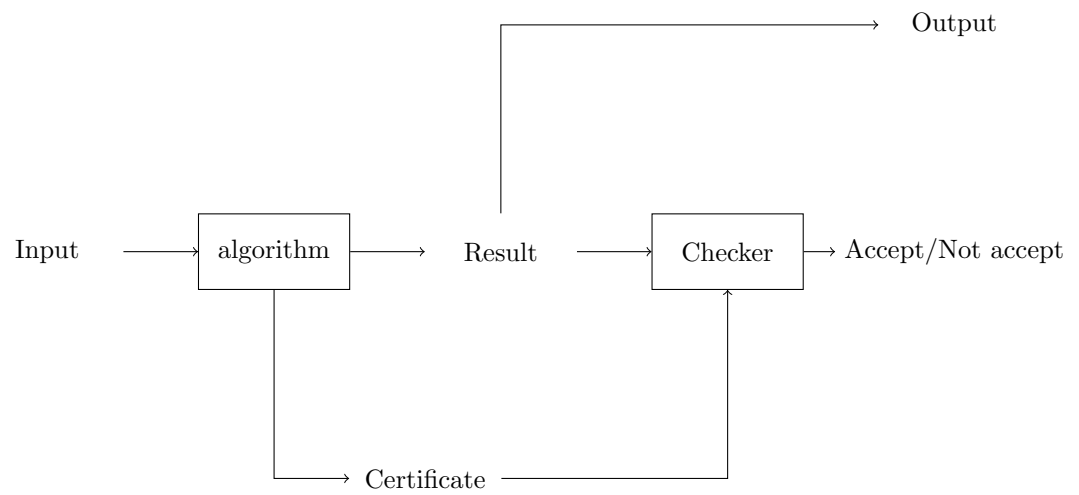 Output
Input
algorithm
Result
Checker
Accept/Not accept
Certificate